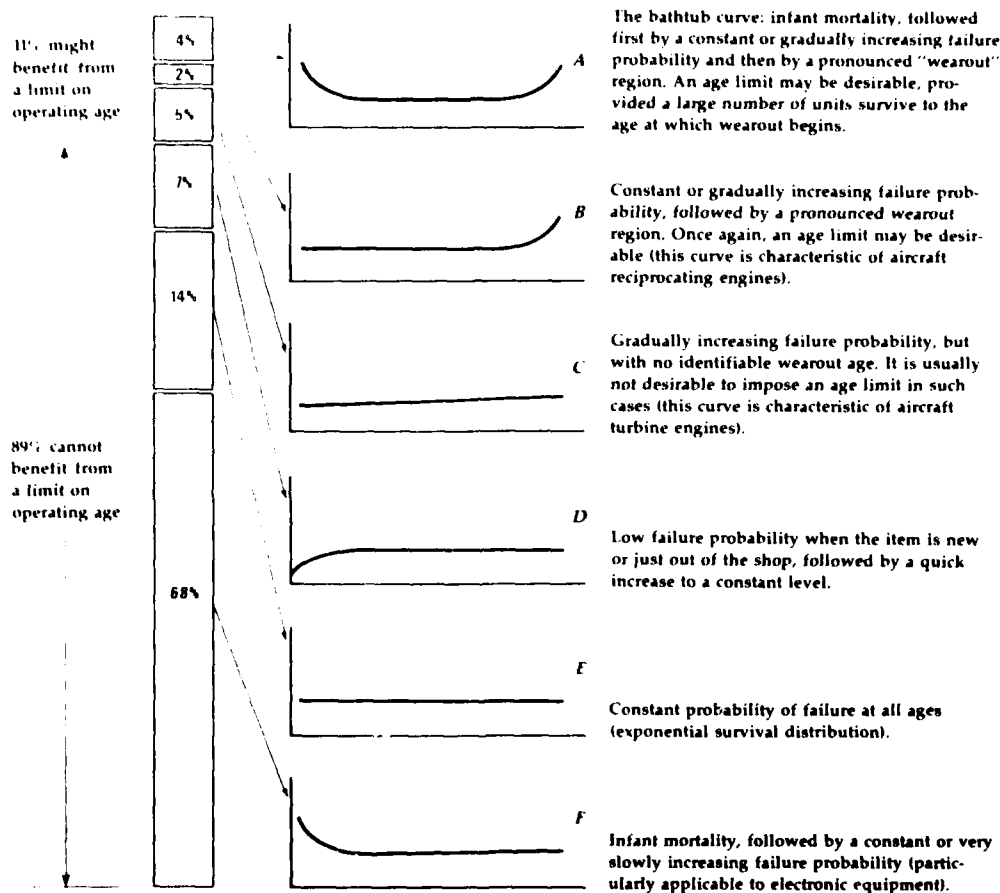 11% might
benefit from
a limit on
operating age
89% cannot
benefit from
a limit on
operating age
4%
2%
5%
7%
14%
68%
A
The bathtub curve: infant mortality, followed
first by a constant or gradually increasing failure
probability and then by a pronounced "wearout"
region. An age limit may be desirable, pro-
vided a large number of units survive to the
age at which wearout begins.
B
Constant or gradually increasing failure prob-
ability, followed by a pronounced wearout
region. Once again, an age limit may be desir-
able (this curve is characteristic of aircraft
reciprocating engines).
C
Gradually increasing failure probability, but
with no identifiable wearout age. It is usually
not desirable to impose an age limit in such
cases (this curve is characteristic of aircraft
turbine engines).
D
Low failure probability when the item is new
or just out of the shop, followed by a quick
increase to a constant level.
E
Constant probability of failure at all ages
(exponential survival distribution).
F
Infant mortality, followed by a constant or very
slowly increasing failure probability (partic-
ularly applicable to electronic equipment).